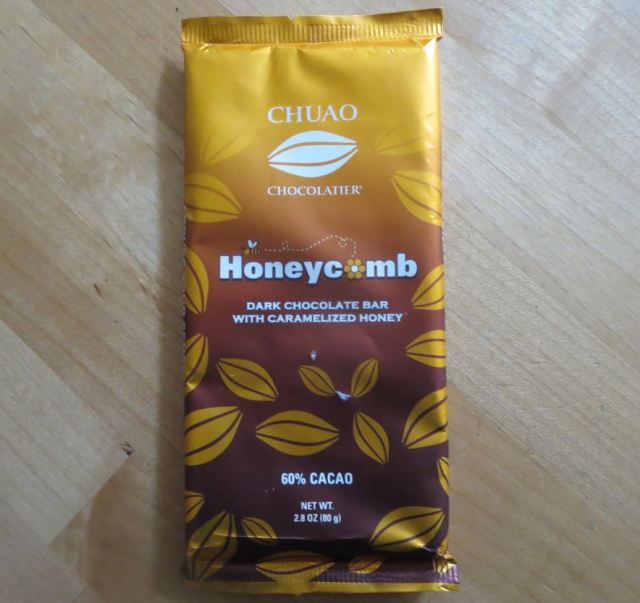 CHUAO
CHOCOLATIER®
Honeycomb
DARK CHOCOLATE BAR
WITH CARAMELIZED HONEY
60% CACAO
NET WT.
2.8 OZ (80 g)